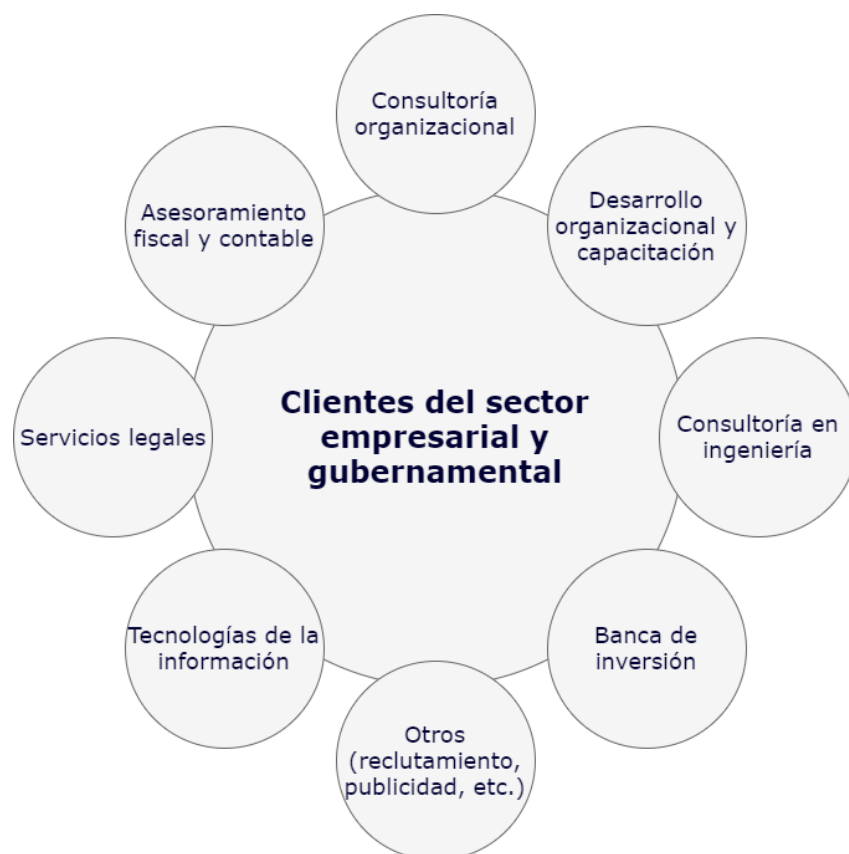 Consultoría
organizacional
Desarrollo
organizacional y
capacitación
Asesoramiento
fiscal y contable
Clientes del sector
empresarial y
gubernamental
Servicios legales
Consultoría en
ingeniería
Tecnologías de la
información
Banca de
inversión
Otros
(reclutamiento,
publicidad, etc.)